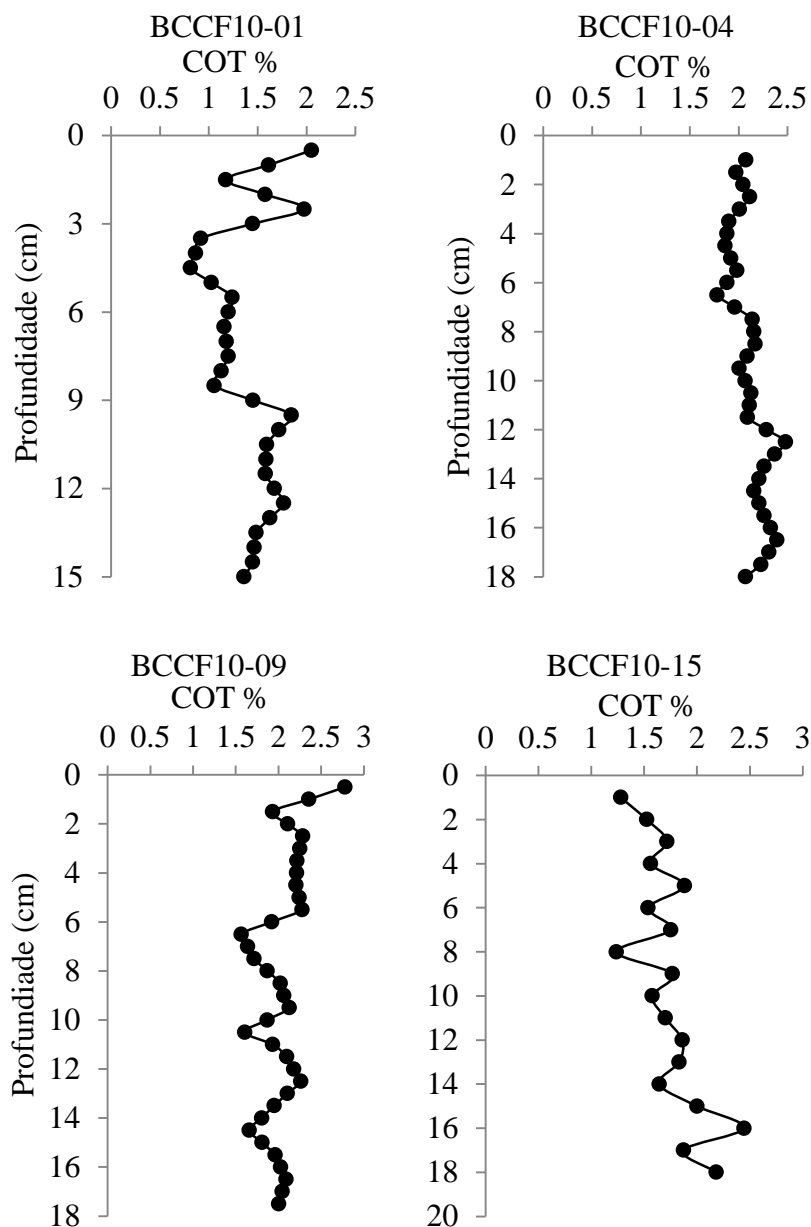 BCCF10-01
COT %
0 0.5 1 1.5 2 2.5
0
3
6
9
12
15
Profundidade (cm)
BCCF10-04
COT %
0 0.5 1 1.5 2 2.5
0
2
4
6
8
10
12
14
16
18
Profundidade (cm)
BCCF10-09
COT %
0 0.5 1 1.5 2 2.5 3
0
2
4
6
8
10
12
14
16
18
Profundiade (cm)
BCCF10-15
COT %
0 0.5 1 1.5 2 2.5 3
0
2
4
6
8
10
12
14
16
18
20